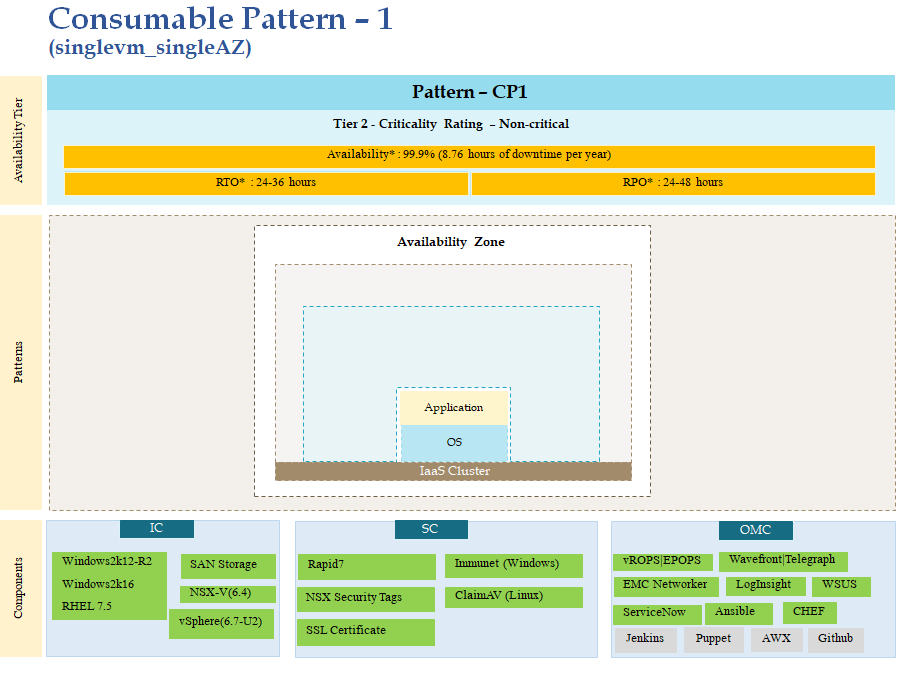 Consumable Pattern – 1
(singlevm_singleAZ)
Availability Tier
Pattern – CP1
Tier 2 - Criticality Rating – Non-critical
Availability* : 99.9% (8.76 hours of downtime per year)
RTO* : 24-36 hours
RPO* : 24-48 hours
Patterns
Availability Zone
Application
OS
IaaS Cluster
Components
IC
Windows2k12-R2
Windows2k16
RHEL 7.5
SAN Storage
NSX-V(6.4)
vSphere(6.7-U2)
SC
Rapid7
NSX Security Tags
SSL Certificate
Immunet (Windows)
ClaimAV (Linux)
OMC
vROPS|EPOPS
Wavefront|Telegraph
EMC Networker
LogInsight
WSUS
ServiceNow
Ansible
CHEF
Jenkins
Puppet
AWX
Github